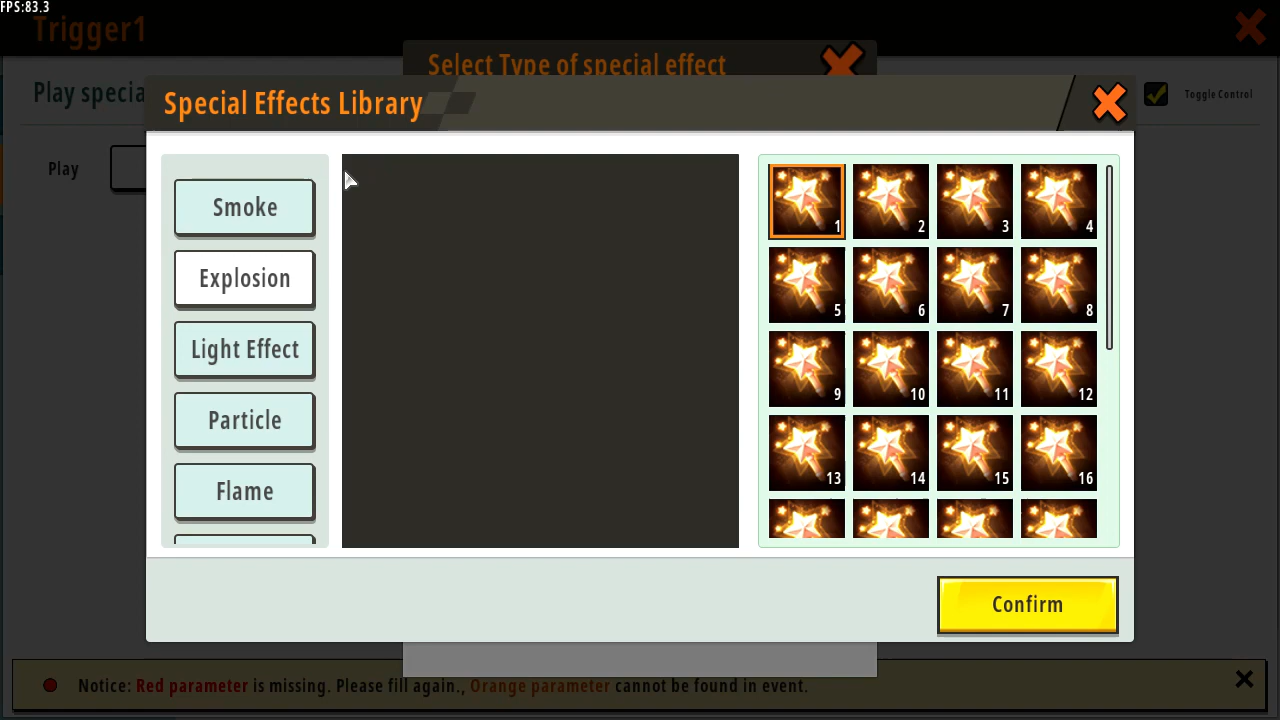 FPS:83.3
Trigger1
Select Type of special effect
Play specia
Toggle Control
Special Effects Library
Play
Smoke
Explosion
Light Effect
Particle
Flame
1 2 3 4
5 6 7 8
9 10 11 12
13 14 15 16
Confirm
Notice: Red parameter is missing. Please fill again., Orange parameter cannot be found in event.